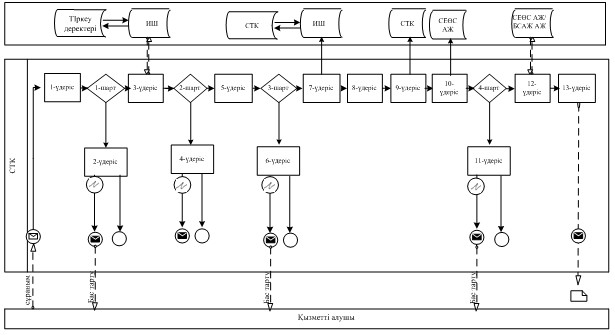 Тіркеу
деректері
ИШ
СТК
ИШ
СТК
СЕӨС
АЖ
СЕӨС АЖ/
БСАЖ АЖ
СТК
1-үдеріс
1-шарт
3-үдеріс
2-шарт
5-үдеріс
3-шарт
7-үдеріс
8-үдеріс
9-үдеріс
10-
үдеріс
4-шарт
12-
үдеріс
13-үдеріс
2-үдеріс
4-үдеріс
6-үдеріс
11-үдеріс
сұраным
Бас тарту
Бас тарту
Бас тарту
Қызметті алушы